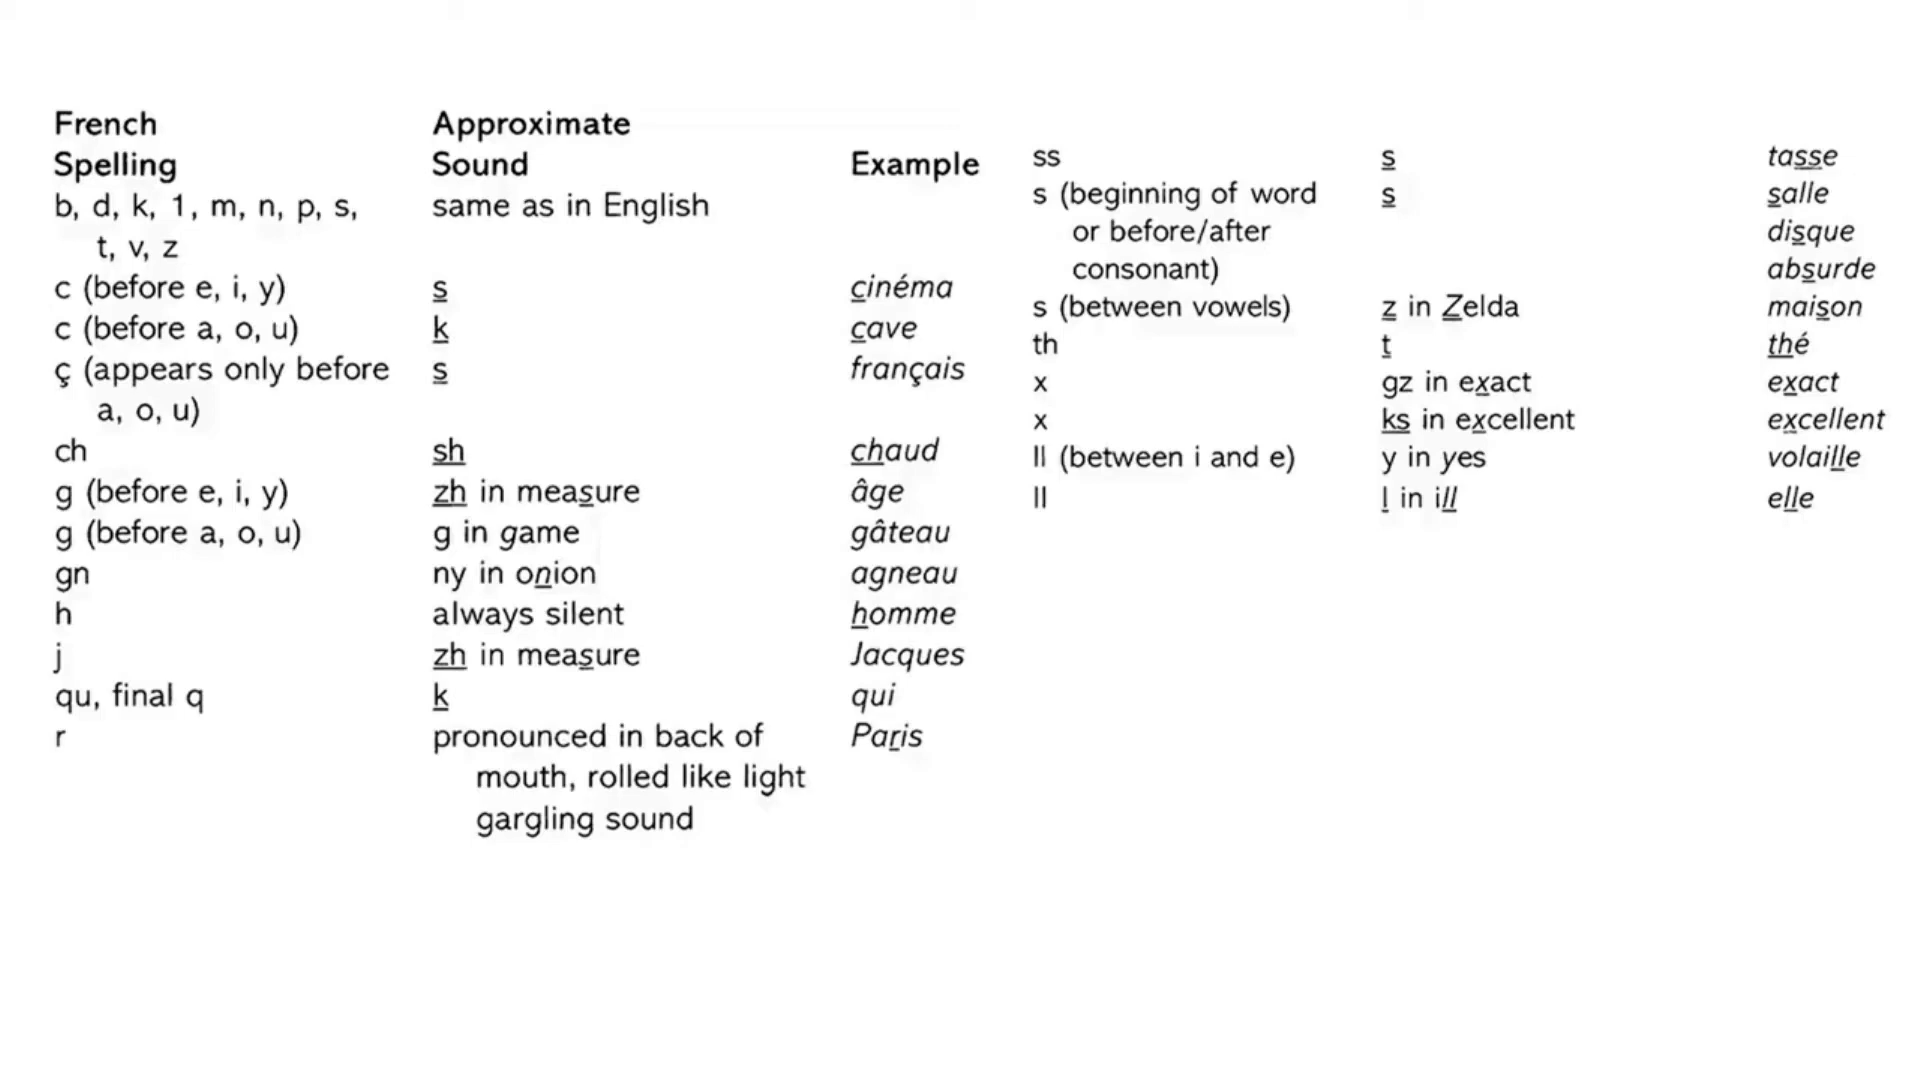 French Approximate
Spelling Sound Example
b, d, k, 1, m, n, p, s, same as in English
t, v, z
c (before e, i, y) s cinéma
c (before a, o, u) k cave
ç (appears only before s français
a, o, u)
ch sh chaud
g (before e, i, y) zh in measure âge
g (before a, o, u) g in game gâteau
gn ny in onion agneau
h always silent homme
j zh in measure Jacques
qu, final q k qui
r pronounced in back of Paris
mouth, rolled like light
gargling sound
ss s tasse
s (beginning of word s salle
or before/after disque
consonant) absurde
s (between vowels) z in Zelda maison
th t thé
x gz in exact exact
x ks in excellent excellent
ll (between i and e) y in yes volaille
ll l in ill elle